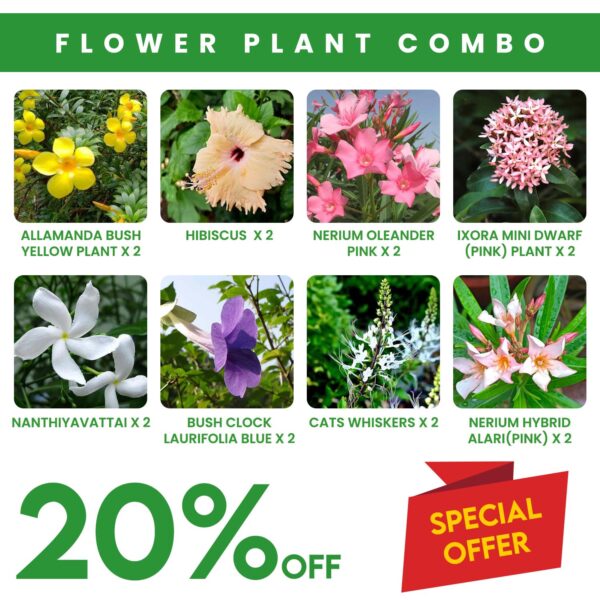 FLOWER PLANT COMBO
ALLAMANDA BUSH
YELLOW PLANT X 2
HIBISCUS X 2
NERIUM OLEANDER
PINK X 2
IXORA MINI DWARF
(PINK) PLANT X 2
NANTHIYAVATTAI X 2
BUSH CLOCK
LAURIFOLIA BLUE X 2
CATS WHISKERS X 2
NERIUM HYBRID
ALARI(PINK) X 2
20% OFF
SPECIAL
OFFER